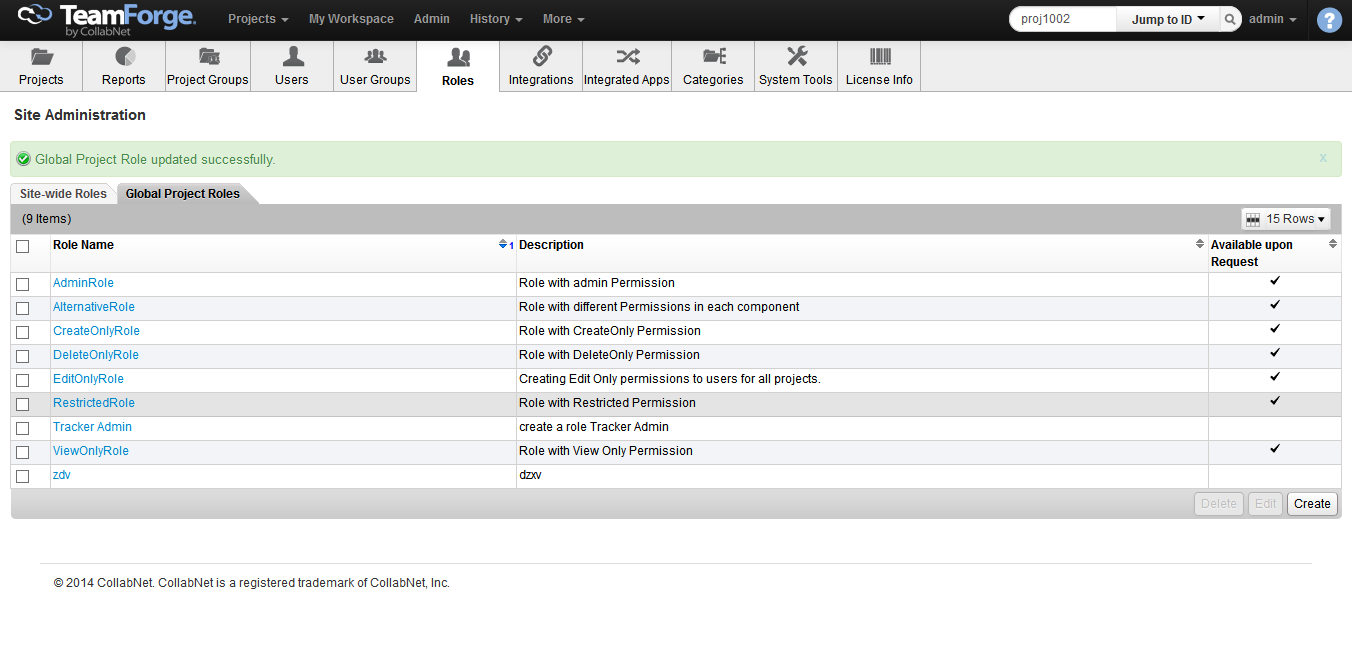 TeamForge.
by CollabNet
Projects My Workspace Admin History More proj1002 Jump to ID admin ?
Projects Reports Project Groups Users User Groups Roles Integrations Integrated Apps Categories System Tools License Info
Site Administration
Global Project Role updated successfully. x
Site-wide Roles Global Project Roles
(9 Items) 15 Rows
Role Name 1 Description Available upon Request
AdminRole Role with admin Permission
AlternativeRole Role with different Permissions in each component
CreateOnlyRole Role with CreateOnly Permission
DeleteOnlyRole Role with DeleteOnly Permission
EditOnlyRole Creating Edit Only permissions to users for all projects.
RestrictedRole Role with Restricted Permission
Tracker Admin create a role Tracker Admin
ViewOnlyRole Role with View Only Permission
zdv dzxv
Delete Edit Create
© 2014 CollabNet. CollabNet is a registered trademark of CollabNet, Inc.